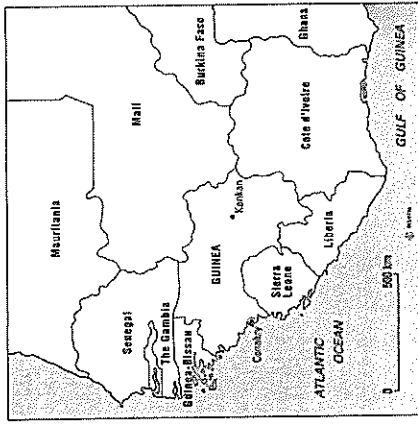 Mauritania
Mali
Senegal
The Gambia
Guinea-Bissau
Burkina Faso
GUINEA
Kankan
Conakry
Sierra
Leone
Liberia
Cote d'Ivoire
Ghana
ATLANTIC
OCEAN
GULF OF GUINEA
0
500 km